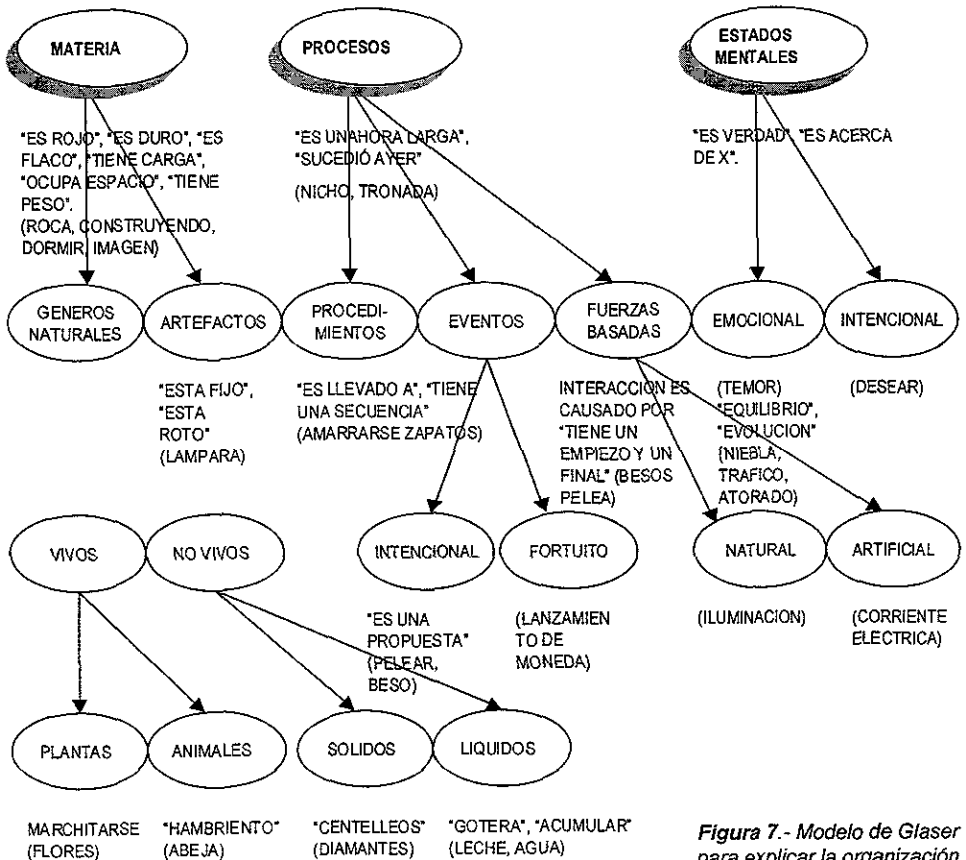 MATERIA
PROCESOS
ESTADOS
MENTALES
"ES ROJO", "ES DURO", "ES
FLACO", "TIENE CARGA",
"OCUPA ESPACIO", "TIENE
PESO".
(ROCA, CONSTRUYENDO,
DORMIR, IMAGEN)
"ES UNAHORA LARGA",
"SUCEDIÓ AYER"
(NICHO, TRONADA)
"ES VERDAD", "ES ACERCA
DE X".
GENEROS
NATURALES
ARTEFACTOS
PROCEDI-
MIENTOS
EVENTOS
FUERZAS
BASADAS
EMOCIONAL
INTENCIONAL
"ESTA FIJO",
"ESTA
ROTO"
(LAMPARA)
"ES LLEVADO A", "TIENE
UNA SECUENCIA"
(AMARRARSE ZAPATOS)
INTERACCION ES
CAUSADO POR
"TIENE UN
EMPIEZO Y UN
FINAL" (BESOS
PELEA)
(TEMOR)
"EQUILIBRIO",
"EVOLUCION"
(NIEBLA,
TRAFICO,
ATORADO)
(DESEAR)
VIVOS
NO VIVOS
INTENCIONAL
FORTUITO
NATURAL
ARTIFICIAL
"ES UNA
PROPUESTA"
(PELEAR,
BESO)
(LANZAMIEN
TO DE
MONEDA)
(ILUMINACION)
(CORRIENTE
ELECTRICA)
PLANTAS
ANIMALES
SOLIDOS
LIQUIDOS
MARCHITARSE
(FLORES)
"HAMBRIENTO"
(ABEJA)
"CENTELLEOS"
(DIAMANTES)
"GOTERA", "ACUMULAR"
(LECHE, AGUA)
Figura 7.- Modelo de Glaser
para explicar la organización